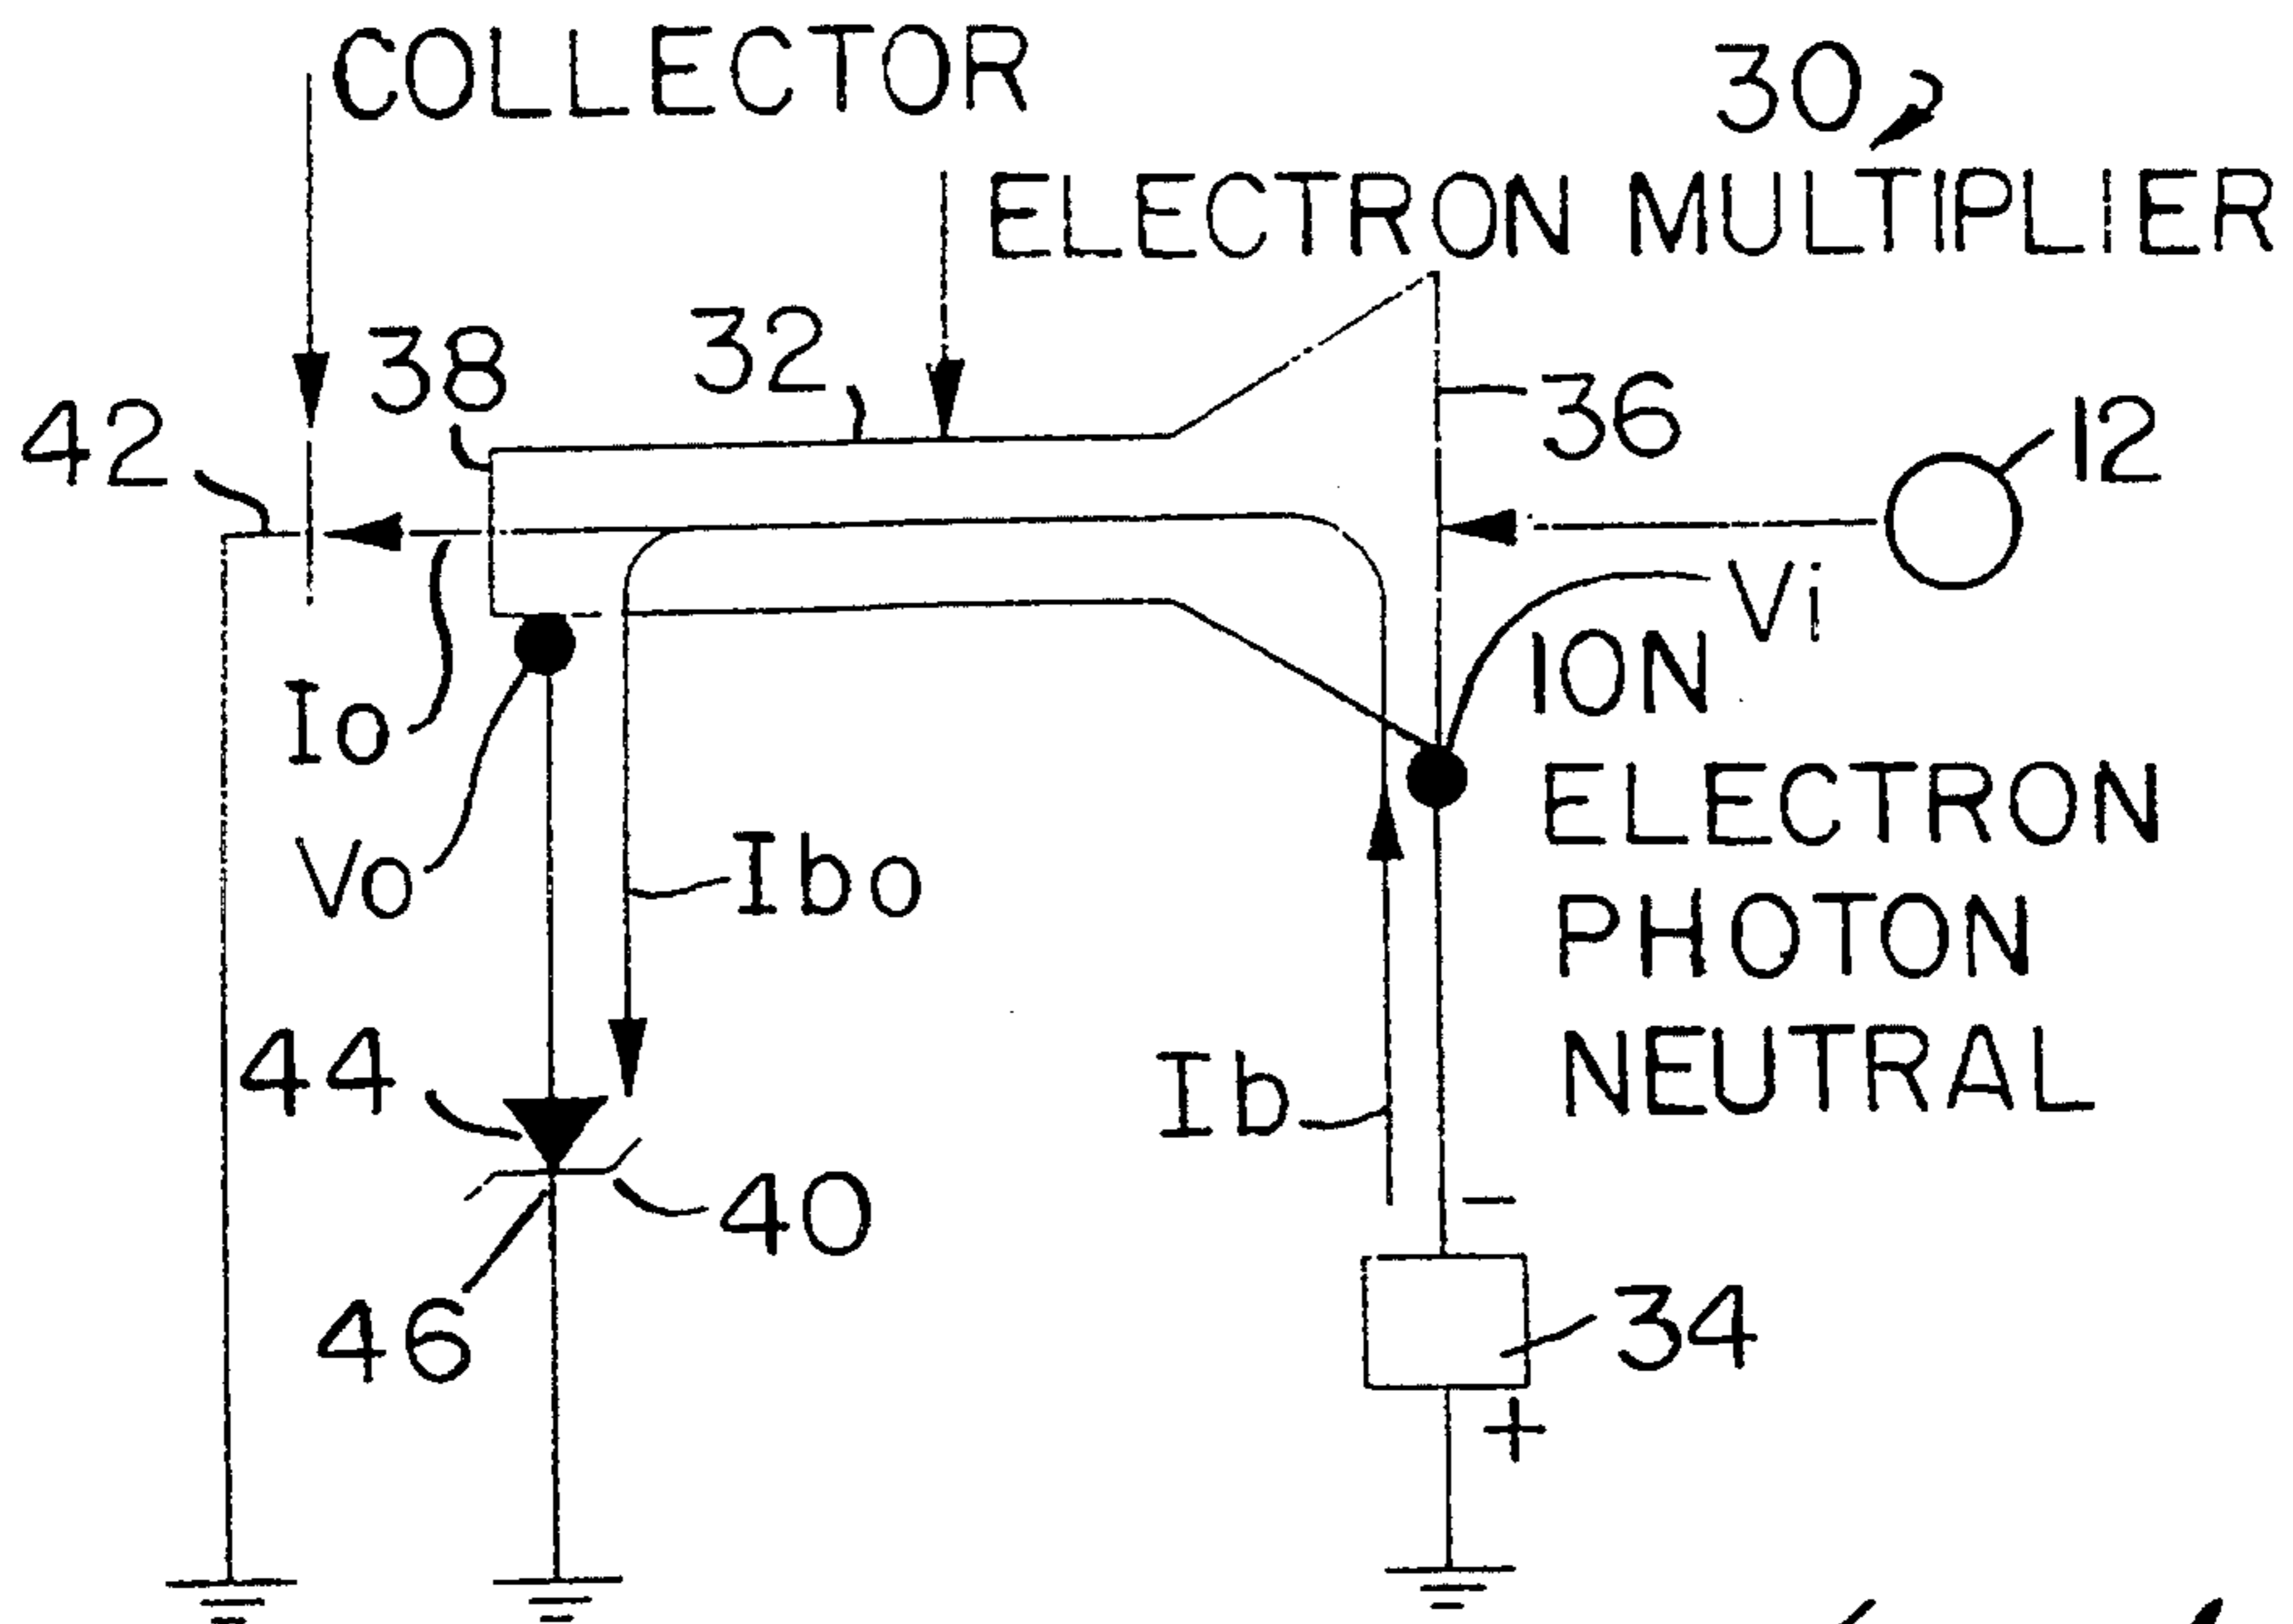 COLLECTOR
30
ELECTRON MULTIPLIER
38
32
36
42
12
Vi
Io
ION
ELECTRON
PHOTON
NEUTRAL
Vo
Ibo
44
Ib
-
40
46
34
+